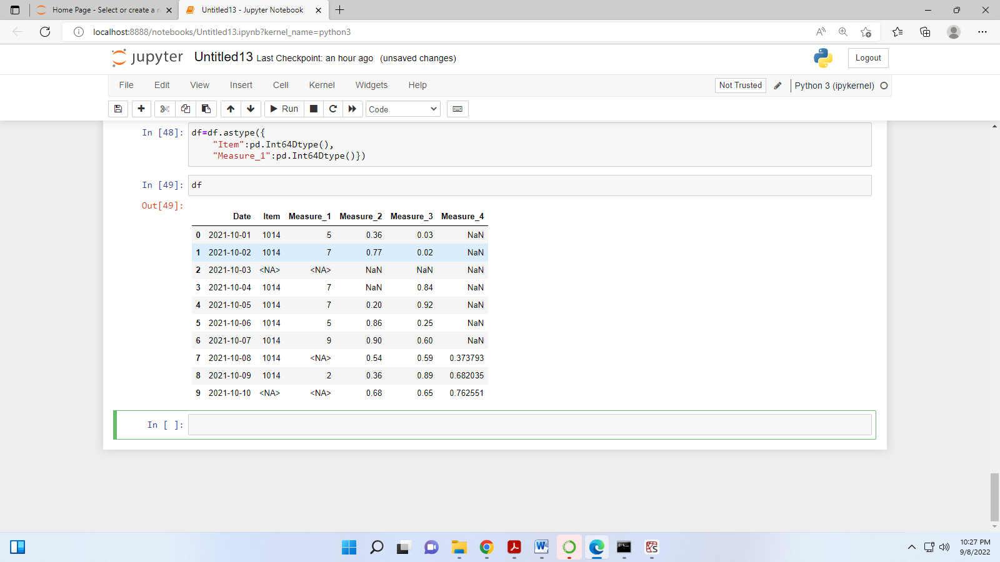 Home Page - Select or create a n
Untitled13 - Jupyter Notebook
localhost:8888/notebooks/Untitled13.ipynb?kernel_name=python3
jupyter Untitled13 Last Checkpoint: an hour ago (unsaved changes)
Logout
File Edit View Insert Cell Kernel Widgets Help
Not Trusted
Python 3 (ipykernel)
Run
Code
In [48]: df=df.astype({
"Item":pd.Int64Dtype(),
"Measure_1":pd.Int64Dtype()})
In [49]: df
Out[49]:
Date Item Measure_1 Measure_2 Measure_3 Measure_4
0 2021-10-01 1014 5 0.36 0.03 NaN
1 2021-10-02 1014 7 0.77 0.02 NaN
2 2021-10-03 <NA> <NA> NaN NaN NaN
3 2021-10-04 1014 7 NaN 0.84 NaN
4 2021-10-05 1014 7 0.20 0.92 NaN
5 2021-10-06 1014 5 0.86 0.25 NaN
6 2021-10-07 1014 9 0.90 0.60 NaN
7 2021-10-08 1014 <NA> 0.54 0.59 0.373793
8 2021-10-09 1014 2 0.36 0.89 0.682035
9 2021-10-10 <NA> <NA> 0.68 0.65 0.762551
In [ ]:
10:27 PM
9/8/2022